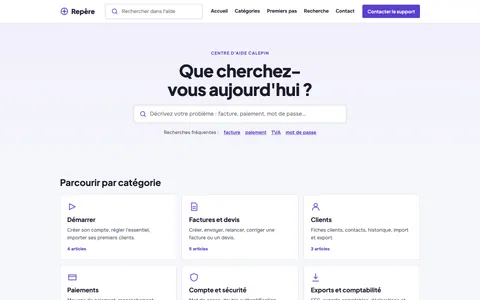 Repère
Rechercher dans l'aide
Accueil Catégories Premiers pas Recherche Contact
Contacter le support
CENTRE D'AIDE CALEPIN
Que cherchez-
vous aujourd'hui ?
Décrivez votre problème : facture, paiement, mot de passe…
Recherches fréquentes : facture paiement TVA mot de passe
Parcourir par catégorie
Démarrer
Créer son compte, régler l'essentiel,
importer ses premiers clients.
4 articles
Factures et devis
Créer, envoyer, relancer, corriger une
facture ou un devis.
5 articles
Clients
Fiches clients, contacts, historique, import
et export.
3 articles
Paiements
Compte et sécurité
Exports et comptabilité